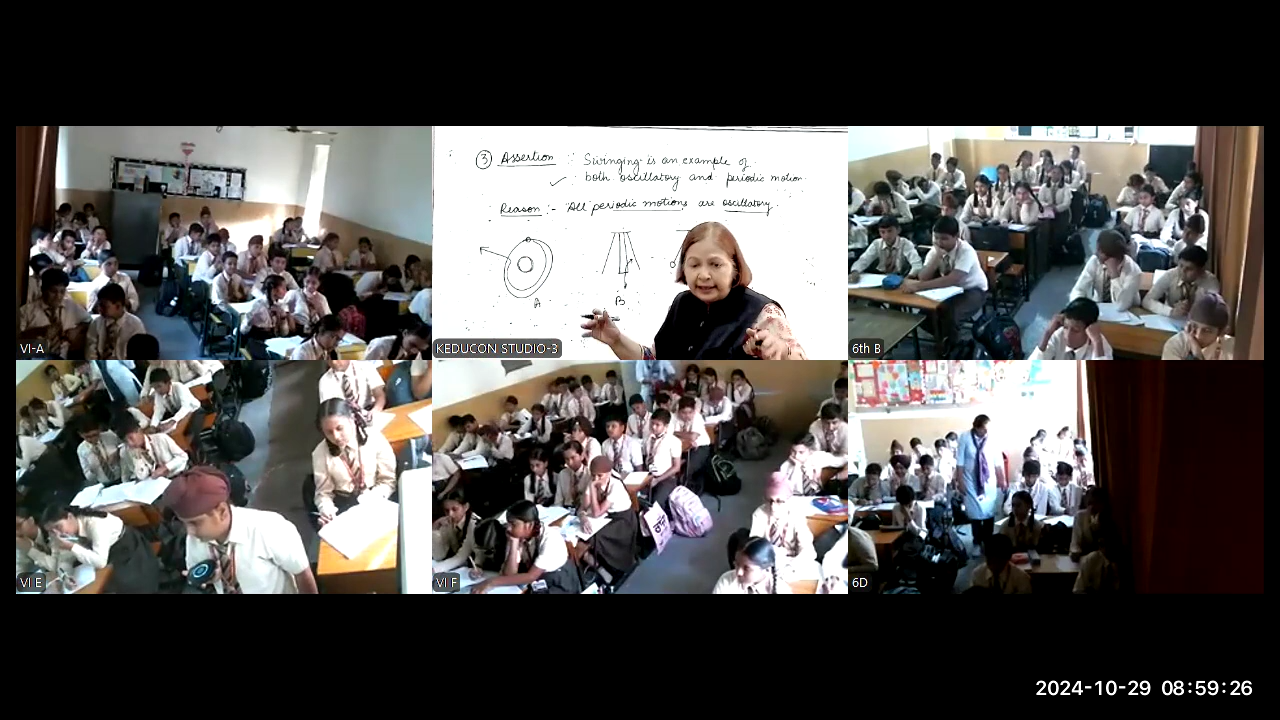 ③ Assertion : Swinging is an example of
both oscillatory and periodic motion.
Reason :- All periodic motions are oscillatory.
A
B
VI-A
KEDUCON STUDIO-3
6th B
VI E
VI F
6D
2024-10-29 08:59:26